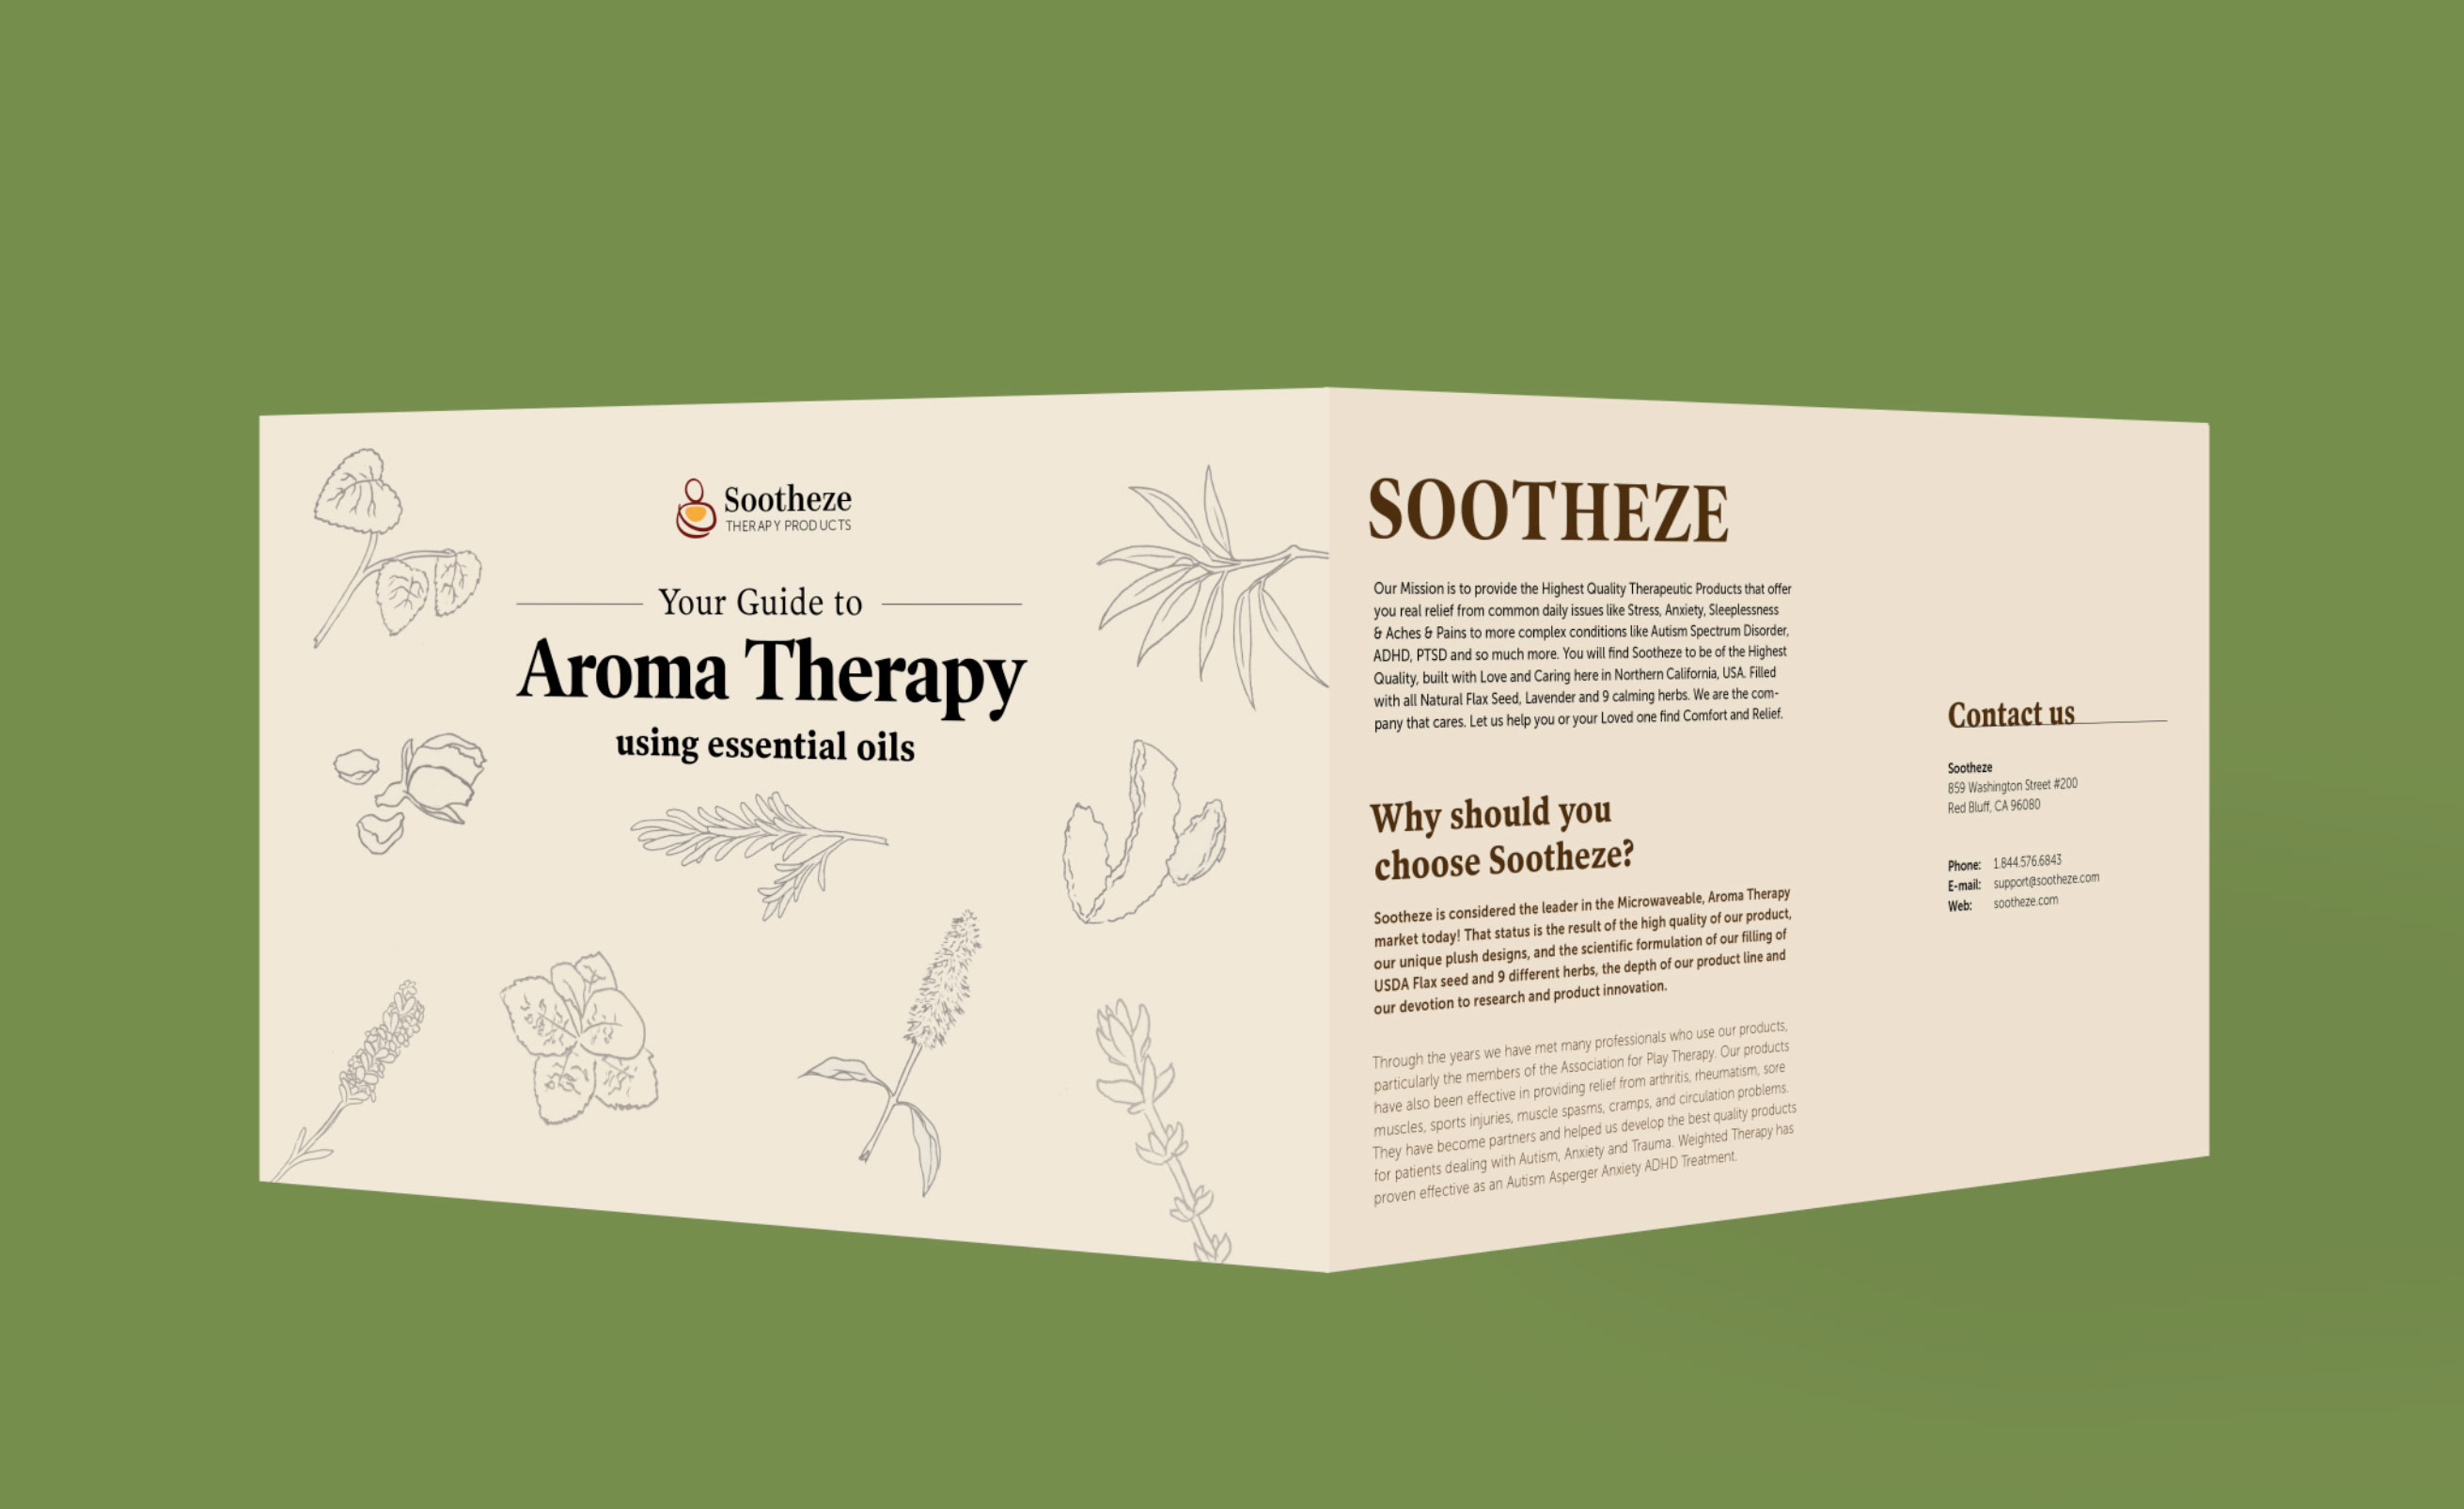 Sootheze
THERAPY PRODUCTS
Your Guide to
Aroma Therapy
using essential oils
SOOTHEZE
Our Mission is to provide the Highest Quality Therapeutic Products that offer
you real relief from common daily issues like Stress, Anxiety, Sleeplessness
& Aches & Pains to more complex conditions like Autism Spectrum Disorder,
ADHD, PTSD and so much more. You will find Sootheze to be of the Highest
Quality, built with Love and Caring here in Northern California, USA. Filled
with all Natural Flax Seed, Lavender and 9 calming herbs. We are the com-
pany that cares. Let us help you or your Loved one find Comfort and Relief.
Why should you
choose Sootheze?
Sootheze is considered the leader in the Microwaveable, Aroma Therapy
market today! That status is the result of the high quality of our product,
our unique plush designs, and the scientific formulation of our filling of
USDA Flax seed and 9 different herbs, the depth of our product line and
our devotion to research and product innovation.
Through the years we have met many professionals who use our products,
particularly the members of the Association for Play Therapy. Our products
have also been effective in providing relief from arthritis, rheumatism, sore
muscles, sports injuries, muscle spasms, cramps, and circulation problems.
They have become partners and helped us develop the best quality products
for patients dealing with Autism, Anxiety and Trauma. Weighted Therapy has
proven effective as an Autism Asperger Anxiety ADHD Treatment.
Contact us
Sootheze
859 Washington Street #200
Red Bluff, CA 96080
Phone: 1.844.576.6843
E-mail: support@sootheze.com
Web: sootheze.com